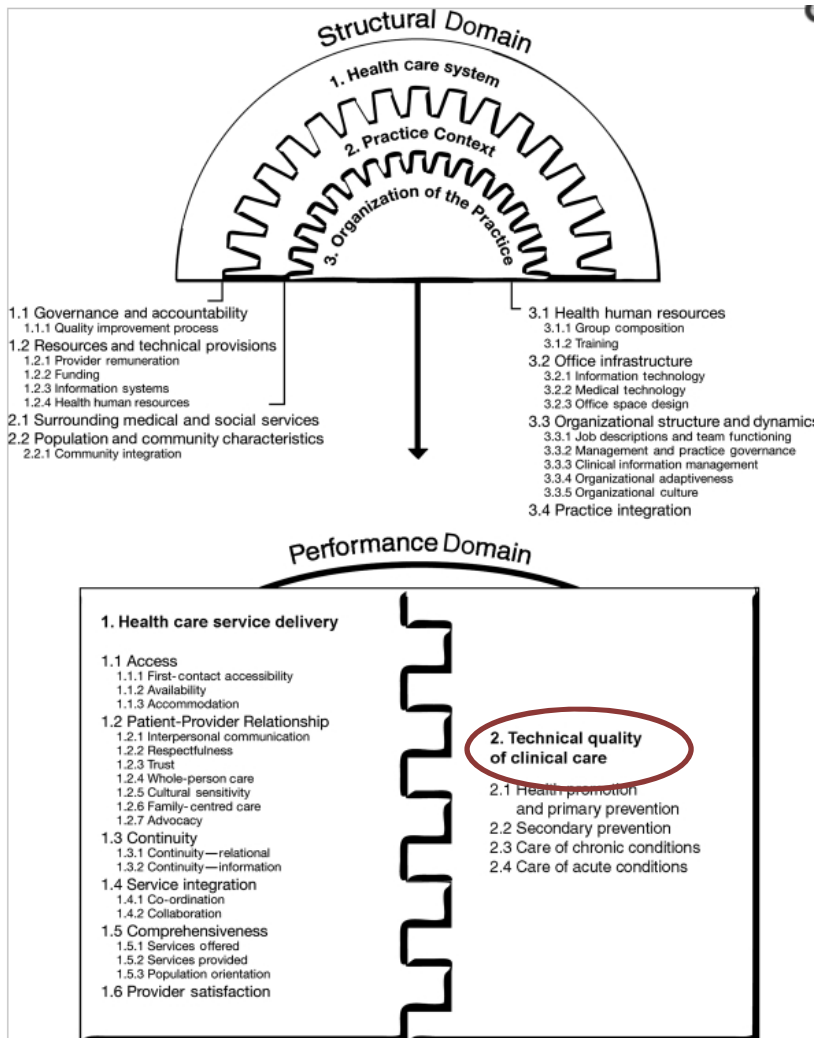 Structural Domain
1. Health care system
2. Practice Context
3. Organization of the Practice
1.1 Governance and accountability
1.1.1 Quality improvement process
1.2 Resources and technical provisions
1.2.1 Provider remuneration
1.2.2 Funding
1.2.3 Information systems
1.2.4 Health human resources
2.1 Surrounding medical and social services
2.2 Population and community characteristics
2.2.1 Community integration
3.1 Health human resources
3.1.1 Group composition
3.1.2 Training
3.2 Office infrastructure
3.2.1 Information technology
3.2.2 Medical technology
3.2.3 Office space design
3.3 Organizational structure and dynamics
3.3.1 Job descriptions and team functioning
3.3.2 Management and practice governance
3.3.3 Clinical information management
3.3.4 Organizational adaptiveness
3.3.5 Organizational culture
3.4 Practice integration
Performance Domain
1. Health care service delivery
1.1 Access
1.1.1 First-contact accessibility
1.1.2 Availability
1.1.3 Accommodation
1.2 Patient-Provider Relationship
1.2.1 Interpersonal communication
1.2.2 Respectfulness
1.2.3 Trust
1.2.4 Whole-person care
1.2.5 Cultural sensitivity
1.2.6 Family-centred care
1.2.7 Advocacy
1.3 Continuity
1.3.1 Continuity—relational
1.3.2 Continuity—information
1.4 Service integration
1.4.1 Co-ordination
1.4.2 Collaboration
1.5 Comprehensiveness
1.5.1 Services offered
1.5.2 Services provided
1.5.3 Population orientation
1.6 Provider satisfaction
2. Technical quality
of clinical care
2.1 Health promotion
and primary prevention
2.2 Secondary prevention
2.3 Care of chronic conditions
2.4 Care of acute conditions